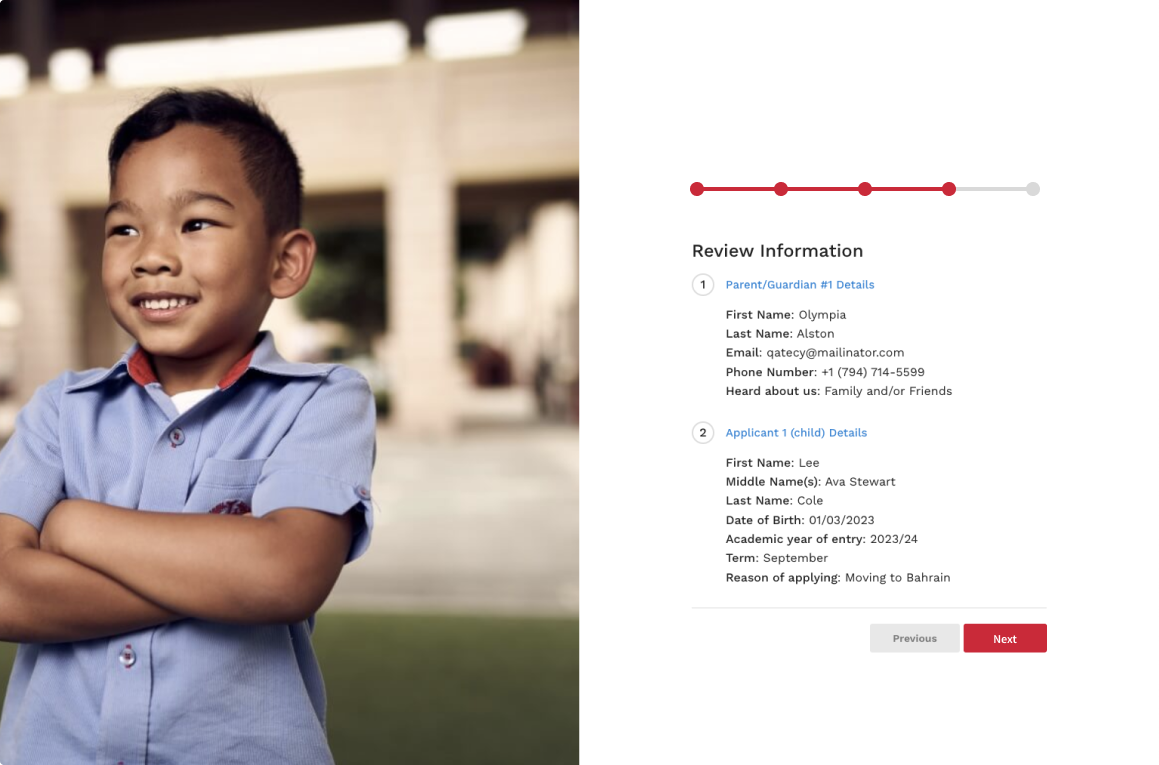 Review Information
1 Parent/Guardian #1 Details
First Name: Olympia
Last Name: Alston
Email: qatecy@mailinator.com
Phone Number: +1 (794) 714-5599
Heard about us: Family and/or Friends
2 Applicant 1 (child) Details
First Name: Lee
Middle Name(s): Ava Stewart
Last Name: Cole
Date of Birth: 01/03/2023
Academic year of entry: 2023/24
Term: September
Reason of applying: Moving to Bahrain
Previous Next